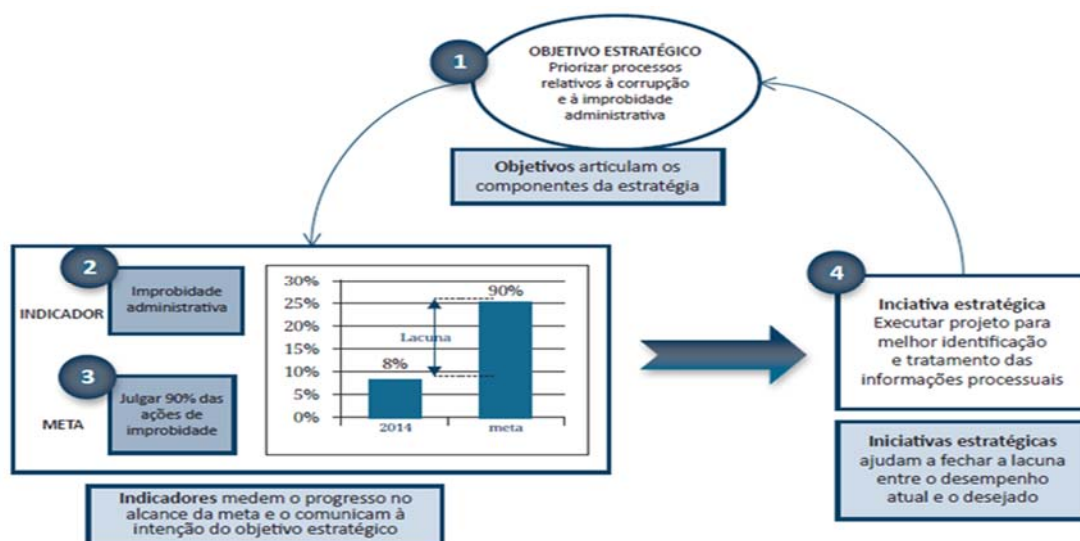 1
OBJETIVO ESTRATÉGICO
Priorizar processos
relativos à corrupção
e à improbidade
administrativa
Objetivos articulam os
componentes da estratégia
2
INDICADOR
Improbidade
administrativa
3
META
Julgar 90% das
ações de
improbidade
30%
25%
20%
15%
10%
5%
0%
8%
Lacuna
90%
2014
meta
Indicadores medem o progresso no
alcance da meta e o comunicam à
intenção do objetivo estratégico
4
Inciativa estratégica
Executar projeto para
melhor identificação
e tratamento das
informações processuais
Iniciativas estratégicas
ajudam a fechar a lacuna
entre o desempenho
atual e o desejado